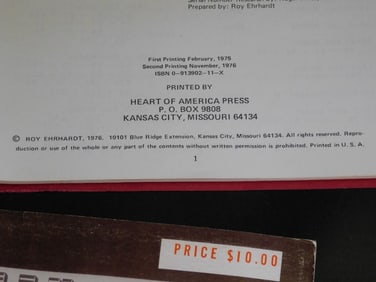 Prepared by: Roy Ehrhardt
First Printing February, 1975
Second Printing November, 1976
ISBN 0-913902-11-X
PRINTED BY
HEART OF AMERICA PRESS
P. O. BOX 9808
KANSAS CITY, MISSOURI 64134
© ROY EHRHARDT, 1976. 10101 Blue Ridge Extension, Kansas City, Missouri 64134. All rights reserved. Repro-
duction or use of the whole or any part of the contents without written permission is prohibited. Printed in U. S. A.
1
PRICE $10.00